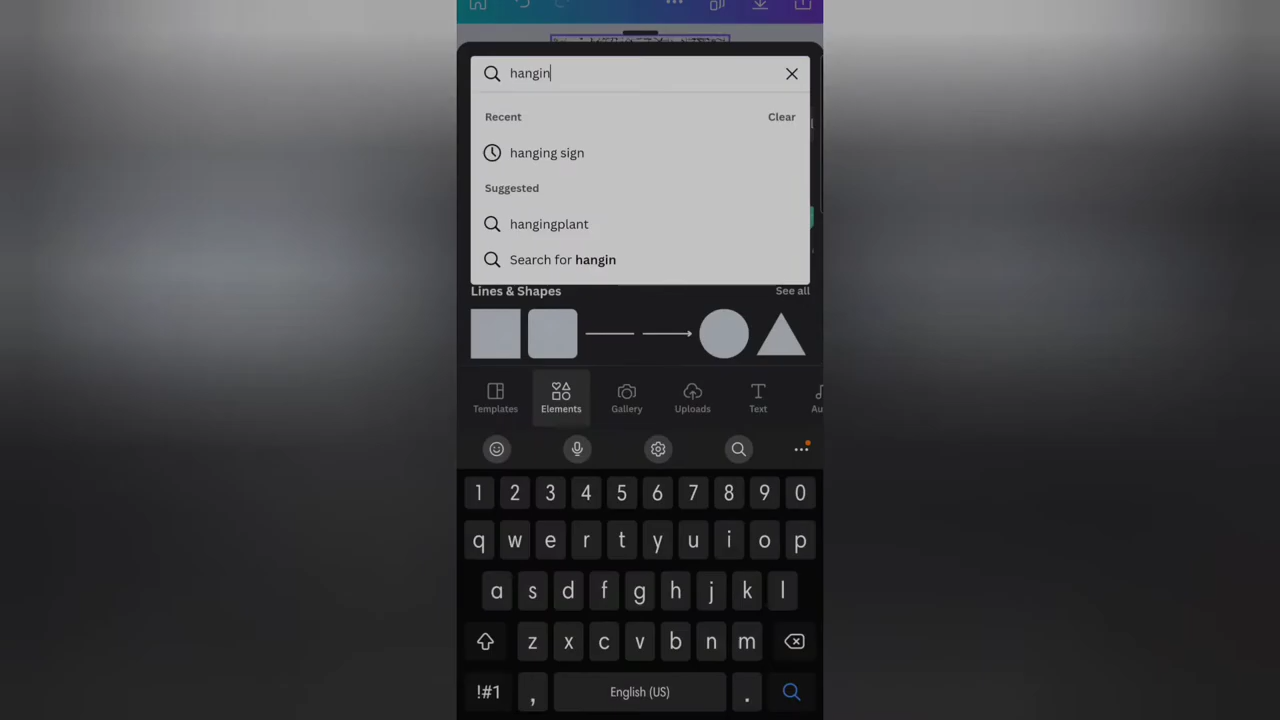 hangin
Recent
Clear
hanging sign
Suggested
hangingplant
Search for hangin
Lines & Shapes
See all
Templates
Elements
Gallery
Uploads
Text
Au
1 2 3 4 5 6 7 8 9 0
q w e r t y u i o p
a s d f g h j k l
z x c v b n m
!#1 , English (US) .